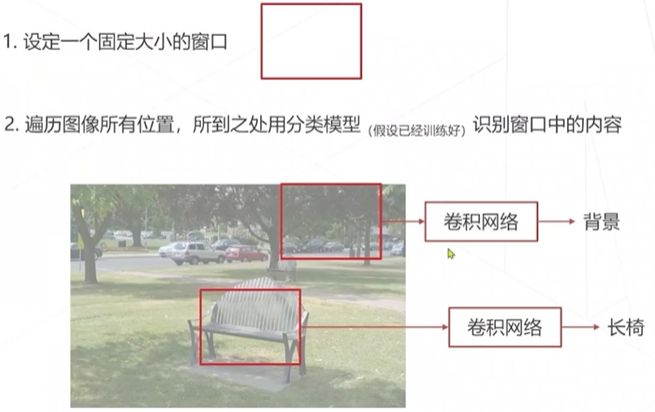 1. 设定一个固定大小的窗口
2. 遍历图像所有位置，所到之处用分类模型（假设已经训练好）识别窗口中的内容
卷积网络
背景
卷积网络
长椅